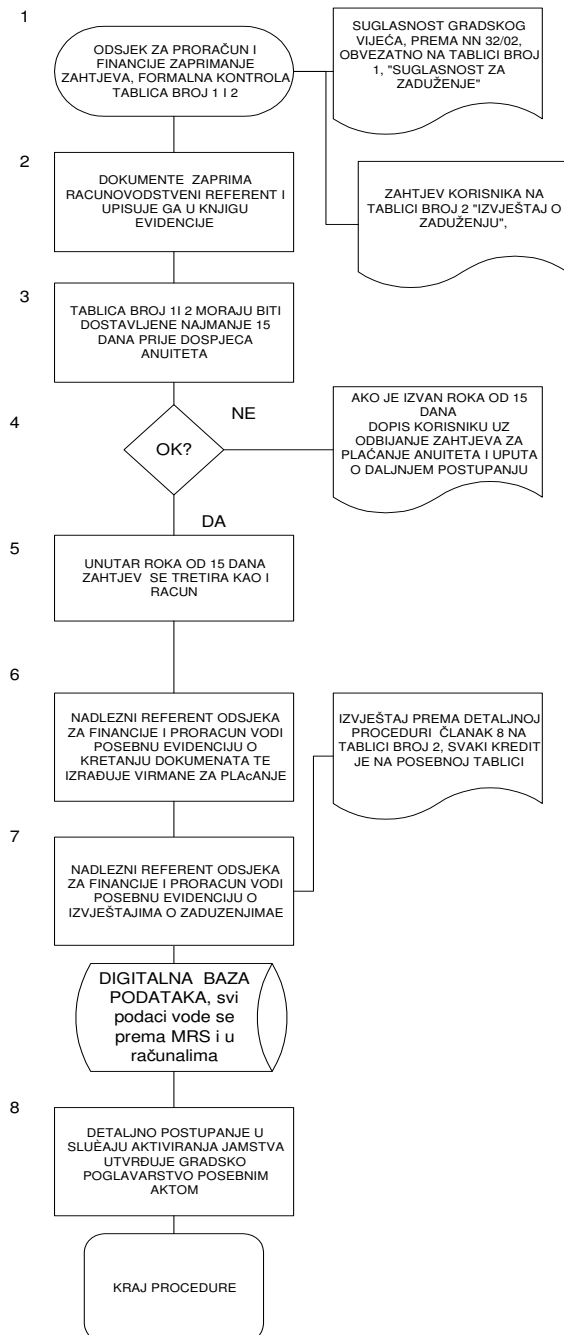 1
ODSJEK ZA PRORAČUN I
FINANCIJE ZAPRIMANJE
ZAHTJEVA, FORMALNA KONTROLA
TABLICA BROJ 1 I 2
SUGLASNOST GRADSKOG
VIJEĆA, PREMA NN 32/02,
OBVEZATNO NA TABLICI BROJ
1, "SUGLASNOST ZA
ZADUŽENJE"
2
DOKUMENTE ZAPRIMA
RACUNOVODSTVENI REFERENT I
UPISUJE GA U KNJIGU
EVIDENCIJE
ZAHTJEV KORISNIKA NA
TABLICI BROJ 2 "IZVJEŠTAJ O
ZADUŽENJU",
3
TABLICA BROJ 1I 2 MORAJU BITI
DOSTAVLJENE NAJMANJE 15
DANA PRIJE DOSPJECA
ANUITETA
4
OK?
NE
AKO JE IZVAN ROKA OD 15
DANA
DOPIS KORISNIKU UZ
ODBIJANJE ZAHTJEVA ZA
PLAĆANJE ANUITETA I UPUTA
O DALJNJEM POSTUPANJU
DA
5
UNUTAR ROKA OD 15 DANA
ZAHTJEV SE TRETIRA KAO I
RACUN
6
NADLEZNI REFERENT ODSJEKA
ZA FINANCIJE I PRORACUN VODI
POSEBNU EVIDENCIJU O
KRETANJU DOKUMENATA TE
IZRAĐUJE VIRMANE ZA PLAcANJE
IZVJEŠTAJ PREMA DETALJNOJ
PROCEDURI ČLANAK 8 NA
TABLICI BROJ 2, SVAKI KREDIT
JE NA POSEBNOJ TABLICI
7
NADLEZNI REFERENT ODSJEKA
ZA FINANCIJE I PRORACUN VODI
POSEBNU EVIDENCIJU O
IZVJEŠTAJIMA O ZADUZENJIMAE
DIGITALNA BAZA
PODATAKA, svi
podaci vode se
prema MRS i u
računalima
8
DETALJNO POSTUPANJE U
SLUÈAJU AKTIVIRANJA JAMSTVA
UTVRĐUJE GRADSKO
POGLAVARSTVO POSEBNIM
AKTOM
KRAJ PROCEDURE